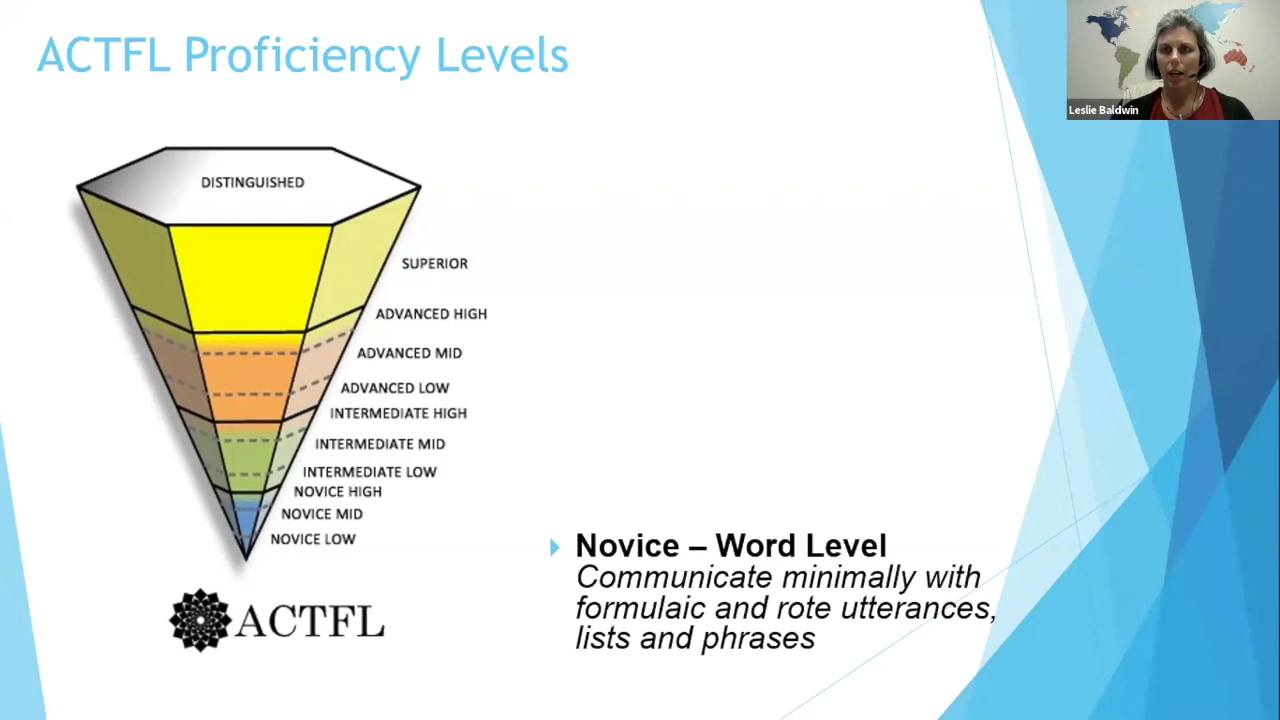 ACTFL Proficiency Levels
Leslie Baldwin
DISTINGUISHED
SUPERIOR
ADVANCED HIGH
ADVANCED MID
ADVANCED LOW
INTERMEDIATE HIGH
INTERMEDIATE MID
INTERMEDIATE LOW
NOVICE HIGH
NOVICE MID
NOVICE LOW
ACTFL
Novice – Word Level
Communicate minimally with
formulaic and rote utterances,
lists and phrases